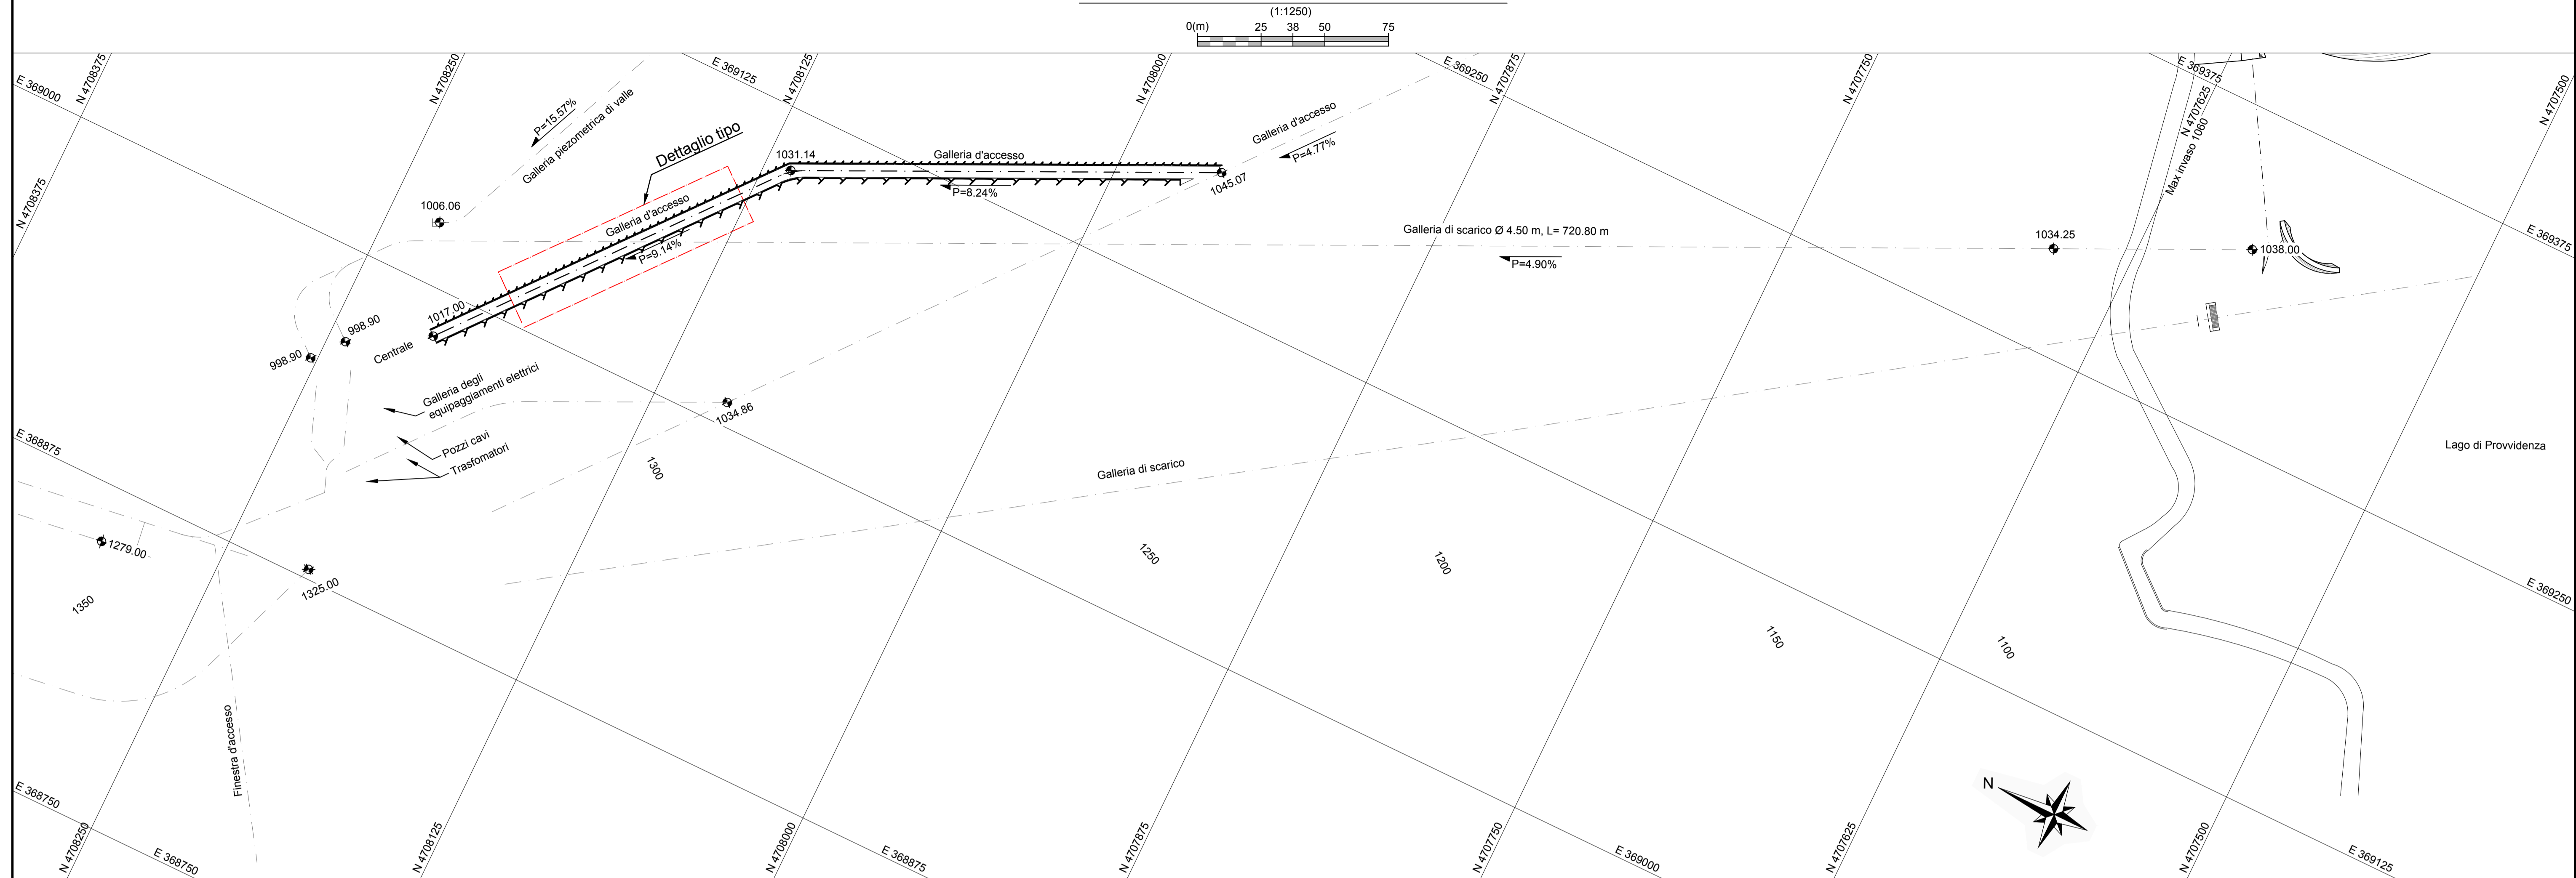 (1:1250)
0(m) 25 38 50 75
N 4708375
N 4708250
N 4708125
N 4708000
N 4707875
N 4707750
N 4707625
N 4707500
E 369000
E 369125
E 369250
E 369375
N 4708375
P=15.57%
Galleria piezometrica di valle
Dettaglio tipo
1031.14
Galleria d'accesso
P=8.24%
Galleria d'accesso
P=4.77%
1045.07
Max invaso 1060
1006.06
Galleria d'accesso
P=9.14%
Galleria di scarico Ø 4.50 m, L= 720.80 m
P=4.90%
1034.25
1038.00
E 369375
1017.00
998.90
998.90
Centrale
Galleria degli
equipaggiamenti elettrici
1034.86
Pozzi cavi
Trasfomatori
E 368875
1300
Galleria di scarico
Lago di Provvidenza
1279.00
1325.00
1350
1250
1200
1150
1100
E 369250
Finestra d'accesso
N
E 368750
N 4708250
E 368750
N 4708125
N 4708000
E 368875
N 4707875
N 4707750
E 369000
N 4707625
N 4707500
E 369125